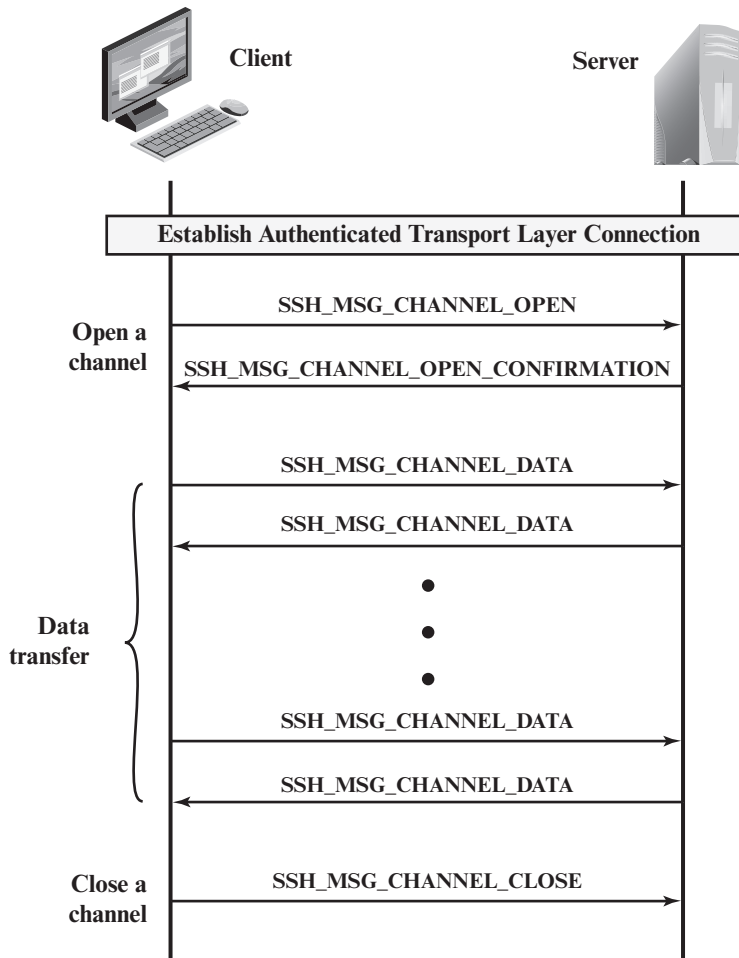 Client
Server
Establish Authenticated Transport Layer Connection
SSH_MSG_CHANNEL_OPEN
Open a
channel
SSH_MSG_CHANNEL_OPEN_CONFIRMATION
SSH_MSG_CHANNEL_DATA
SSH_MSG_CHANNEL_DATA
Data
transfer
SSH_MSG_CHANNEL_DATA
SSH_MSG_CHANNEL_DATA
Close a
channel
SSH_MSG_CHANNEL_CLOSE